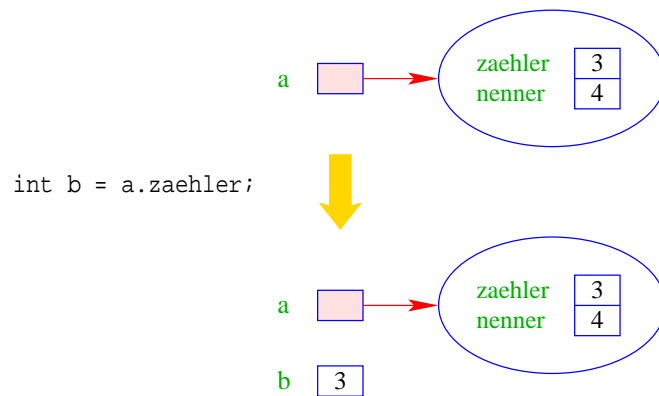 zaehler 3
a
nenner 4
int b = a.zaehler;
zaehler 3
a
nenner 4
b 3